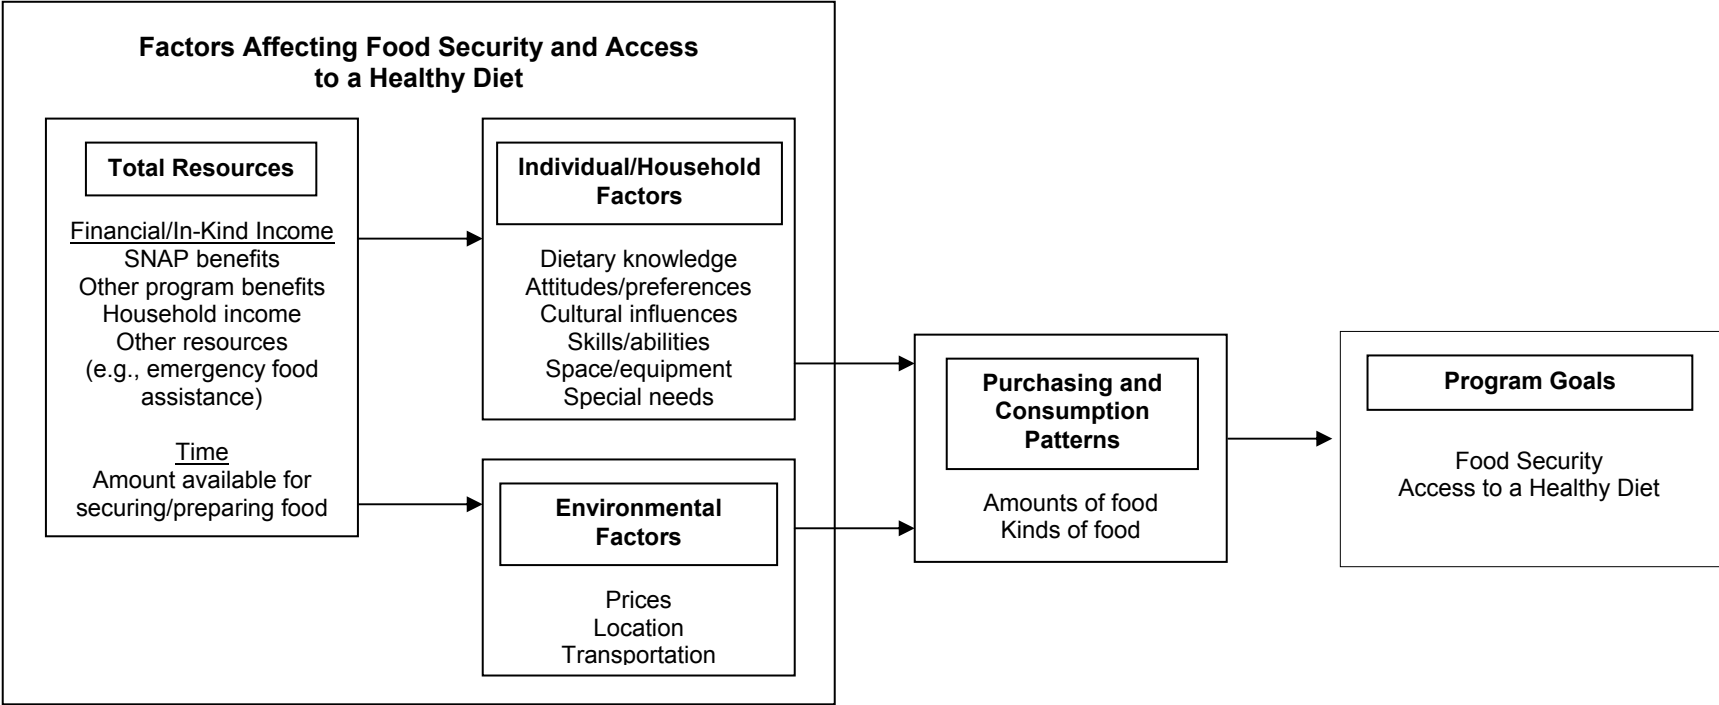 Factors Affecting Food Security and Access
to a Healthy Diet
Total Resources
Financial/In-Kind Income
SNAP benefits
Other program benefits
Household income
Other resources
(e.g., emergency food
assistance)
Time
Amount available for
securing/preparing food
Individual/Household
Factors
Dietary knowledge
Attitudes/preferences
Cultural influences
Skills/abilities
Space/equipment
Special needs
Environmental
Factors
Prices
Location
Transportation
Purchasing and
Consumption
Patterns
Amounts of food
Kinds of food
Program Goals
Food Security
Access to a Healthy Diet